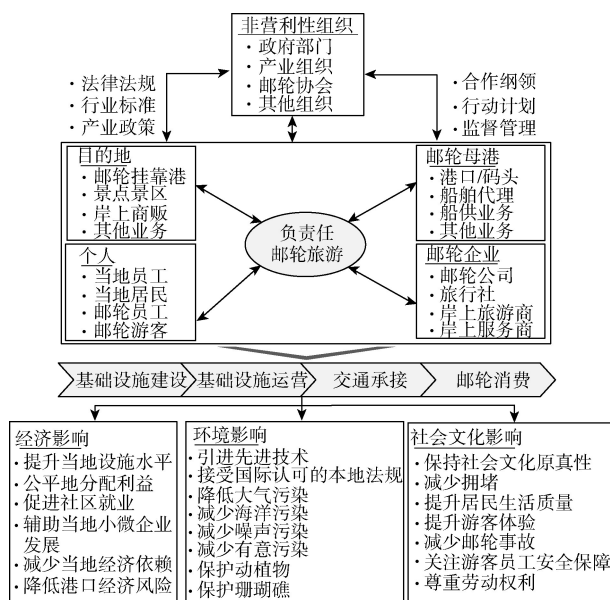 非营利性组织
·政府部门
·产业组织
·邮轮协会
·其他组织
·法律法规
·行业标准
·产业政策
·合作纲领
·行动计划
·监督管理
目的地
·邮轮挂靠港
·景点景区
·岸上商贩
·其他业务
邮轮母港
·港口/码头
·船舶代理
·船供业务
·其他业务
负责任
邮轮旅游
个人
·当地员工
·当地居民
·邮轮员工
·邮轮游客
邮轮企业
·邮轮公司
·旅行社
·岸上旅游商
·岸上服务商
基础设施建设
基础设施运营
交通承接
邮轮消费
经济影响
·提升当地设施水平
·公平地分配利益
·促进社区就业
·辅助当地小微企业
发展
·减少当地经济依赖
·降低港口经济风险
环境影响
·引进先进技术
·接受国际认可的本地法规
·降低大气污染
·减少海洋污染
·减少噪声污染
·减少有意污染
·保护动植物
·保护珊瑚礁
社会文化影响
·保持社会文化原真性
·减少拥堵
·提升居民生活质量
·提升游客体验
·减少邮轮事故
·关注游客员工安全保障
·尊重劳动权利